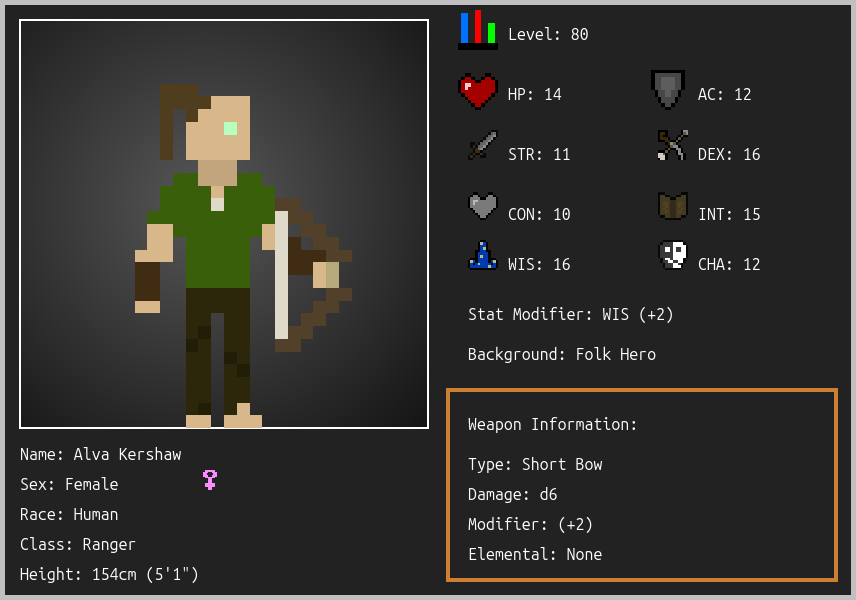 Level: 80
HP: 14
AC: 12
STR: 11
DEX: 16
CON: 10
INT: 15
WIS: 16
CHA: 12
Stat Modifier: WIS (+2)
Background: Folk Hero
Weapon Information:
Type: Short Bow
Damage: d6
Modifier: (+2)
Elemental: None
Name: Alva Kershaw
Sex: Female
Race: Human
Class: Ranger
Height: 154cm (5'1")